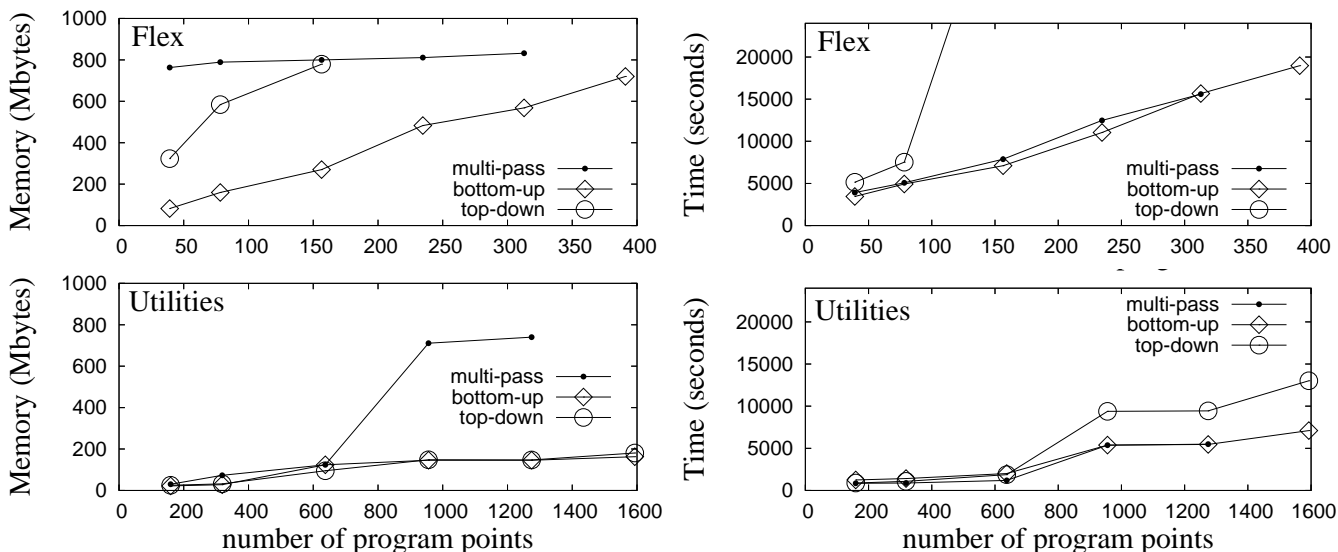 1000
800
600
400
200
0
Memory (Mbytes)
Flex
multi-pass
bottom-up
top-down
0 50 100 150 200 250 300 350 400
20000
15000
10000
5000
0
Time (seconds)
Flex
multi-pass
bottom-up
top-down
0 50 100 150 200 250 300 350 400
1000
800
600
400
200
0
Memory (Mbytes)
Utilities
multi-pass
bottom-up
top-down
0 200 400 600 800 1000 1200 1400 1600
number of program points
20000
15000
10000
5000
0
Time (seconds)
Utilities
multi-pass
bottom-up
top-down
0 200 400 600 800 1000 1200 1400 1600
number of program points